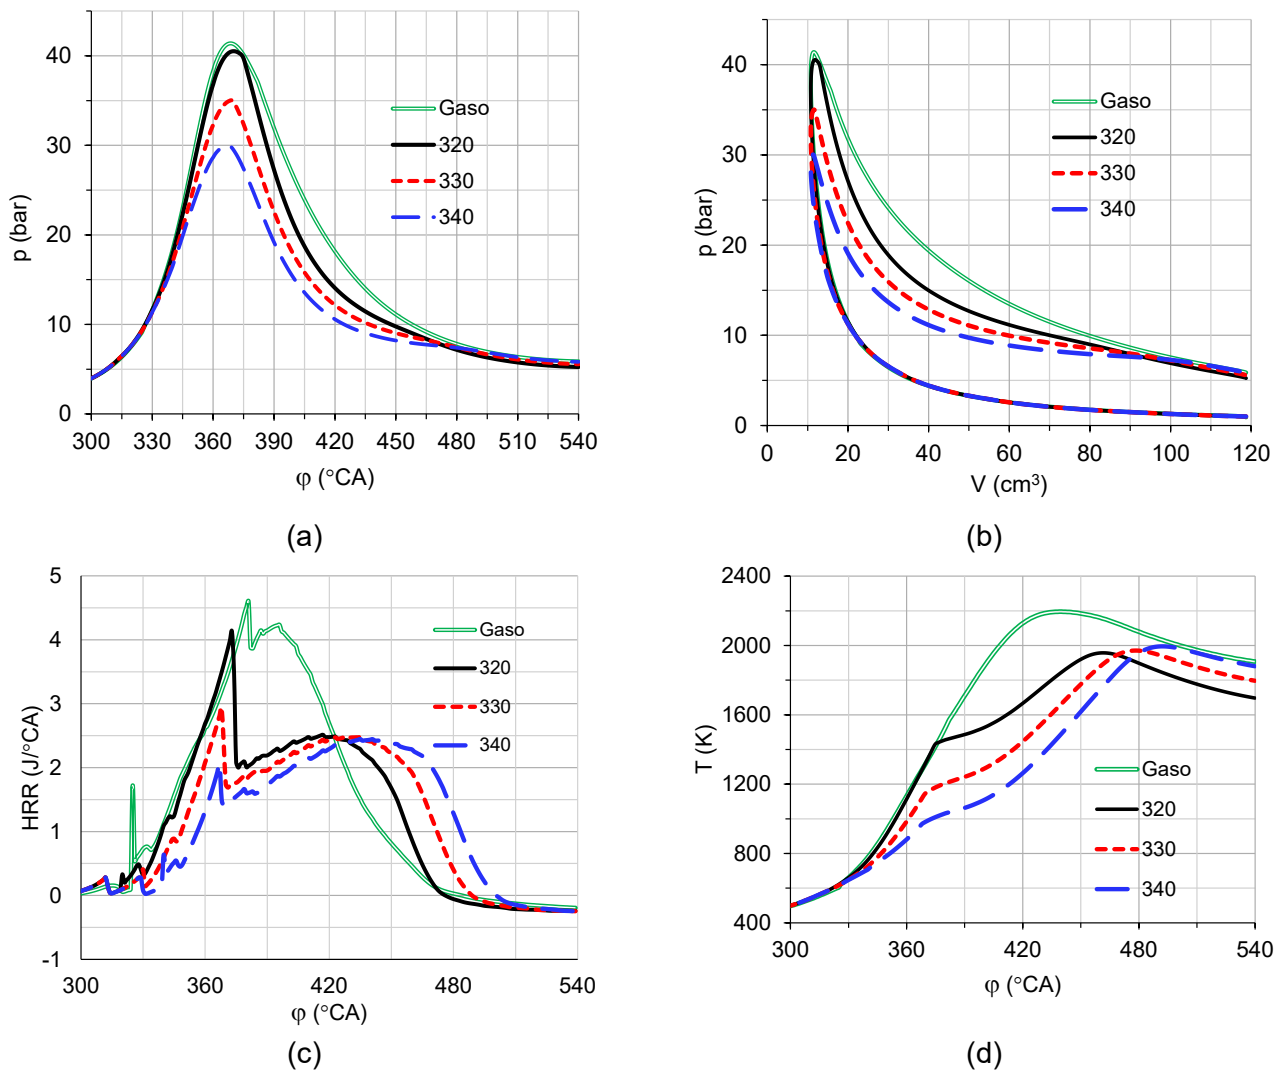 p (bar)
40
30
20
10
0
300 330 360 390 420 450 480 510 540
φ (°CA)
Gaso
320
330
340
(a)
p (bar)
40
30
20
10
0
0 20 40 60 80 100 120
V (cm³)
Gaso
320
330
340
(b)
HRR (J/°CA)
5
4
3
2
1
0
-1
300 360 420 480 540
φ (°CA)
Gaso
320
330
340
(c)
T (K)
2400
2000
1600
1200
800
400
300 360 420 480 540
φ (°CA)
Gaso
320
330
340
(d)